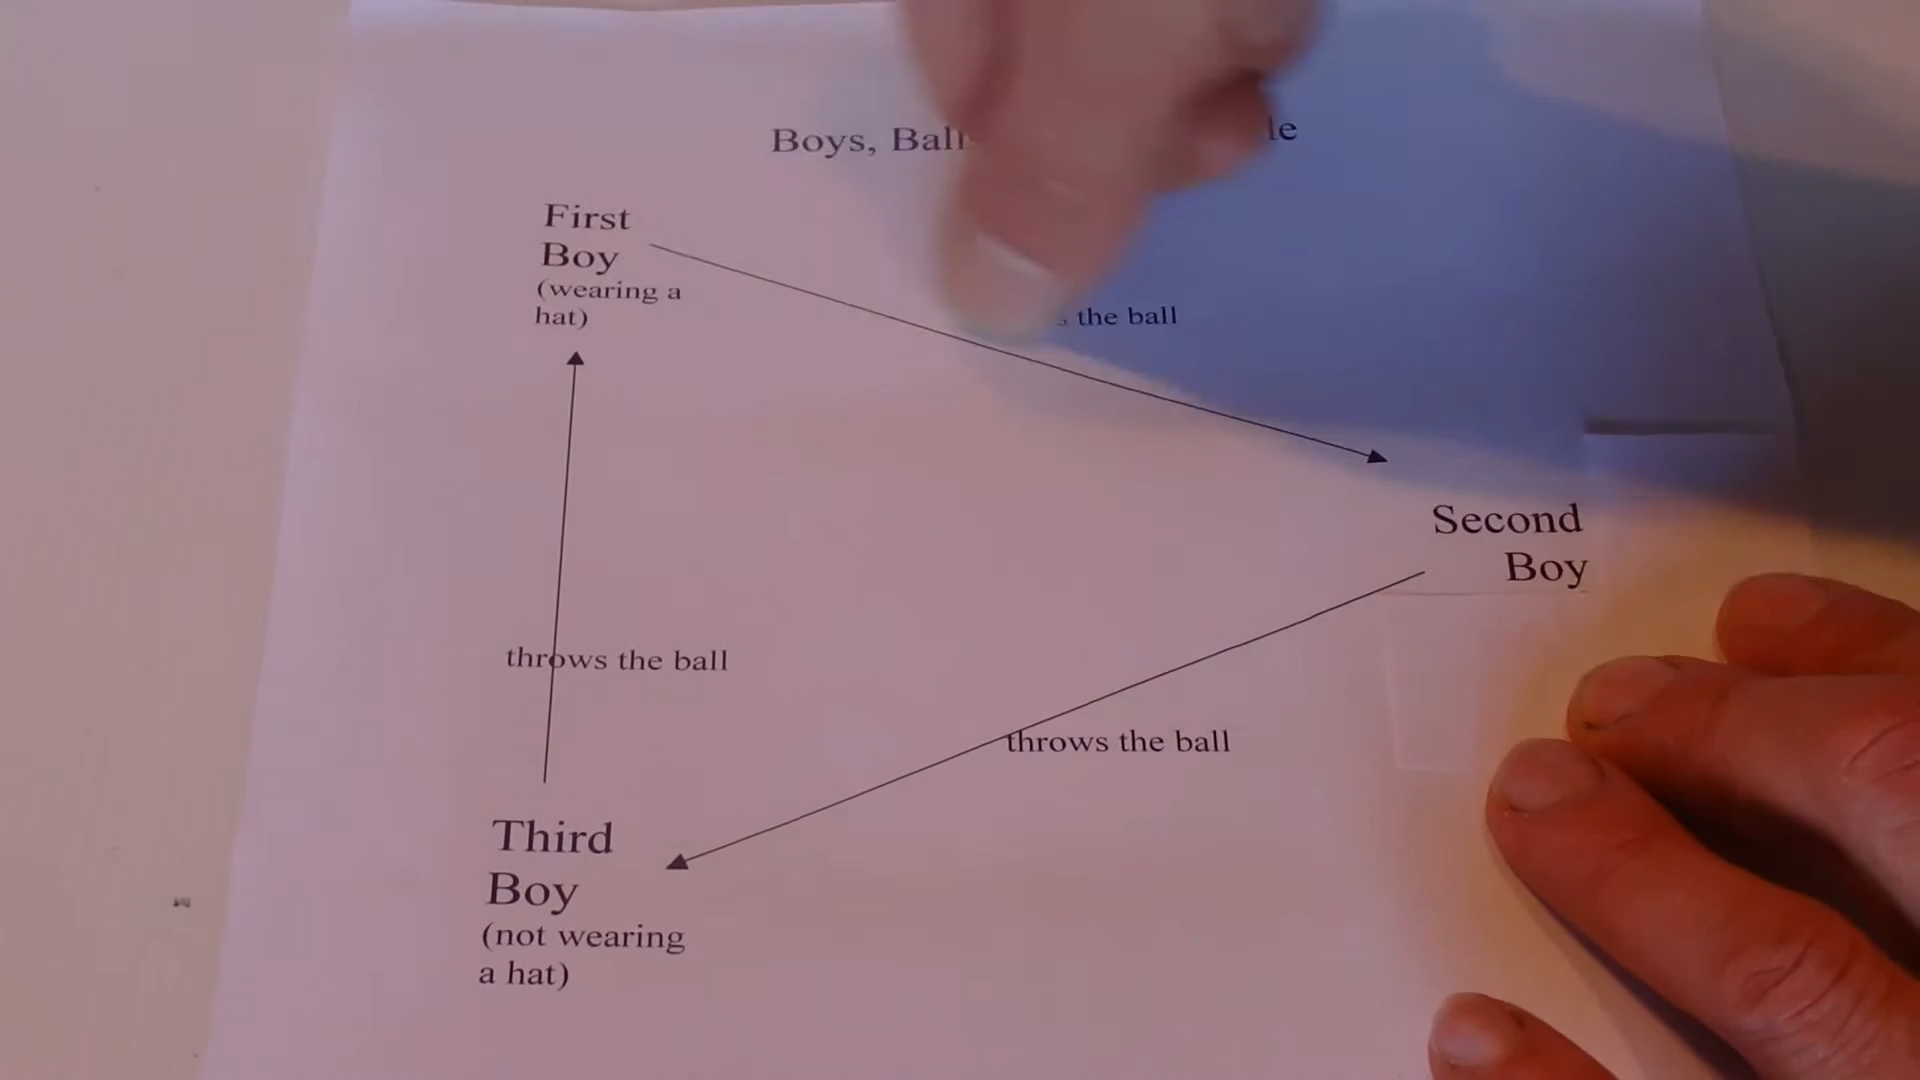 Boys, Ball
First
Boy
(wearing a
hat)
the ball
Second
Boy
throws the ball
throws the ball
Third
Boy
(not wearing
a hat)